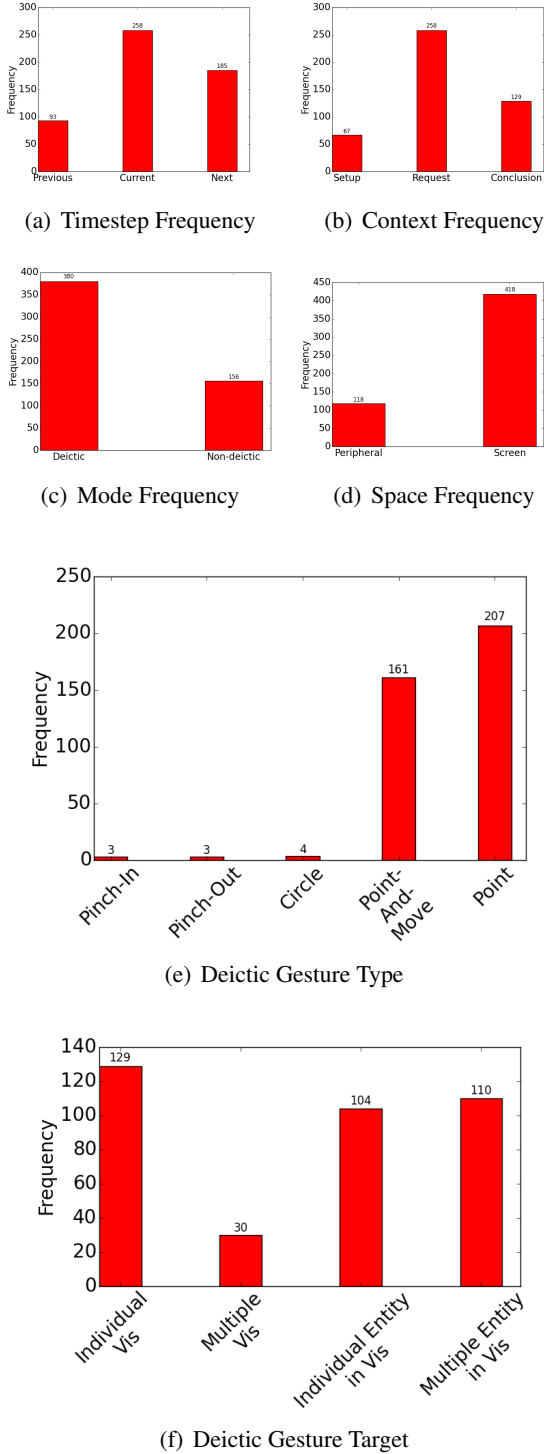 300
250
200
150
100
50
0
Frequency
93
258
185
Previous
Current
Next
(a) Timestep Frequency
300
250
200
150
100
50
0
Frequency
67
258
129
Setup
Request
Conclusion
(b) Context Frequency
400
350
300
250
200
150
100
50
0
Frequency
380
156
Deictic
Non-deictic
(c) Mode Frequency
450
400
350
300
250
200
150
100
50
0
Frequency
118
418
Peripheral
Screen
(d) Space Frequency
250
200
150
100
50
0
Frequency
3
3
4
161
207
Pinch-In
Pinch-Out
Circle
Point-
And-
Move
Point
(e) Deictic Gesture Type
140
120
100
80
60
40
20
0
Frequency
129
30
104
110
Individual
Vis
Multiple
Vis
Individual Entity
in Vis
Multiple Entity
in Vis
(f) Deictic Gesture Target